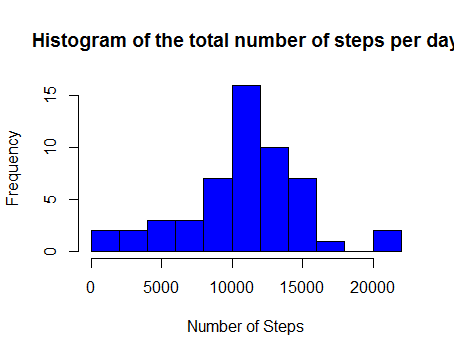 Histogram of the total number of steps per day
Frequency
15
10
5
0
0 5000 10000 15000 20000
Number of Steps